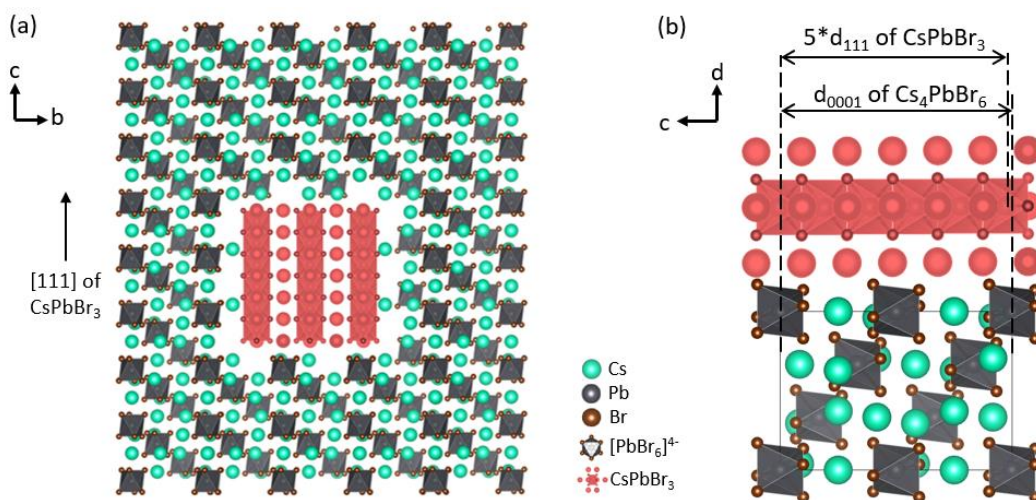 (a)
c
b
[111] of
CsPbBr3
Cs
Pb
Br
[PbBr6]4-
CsPbBr3
(b)
5*d111 of CsPbBr3
d0001 of Cs4PbBr6
d
c